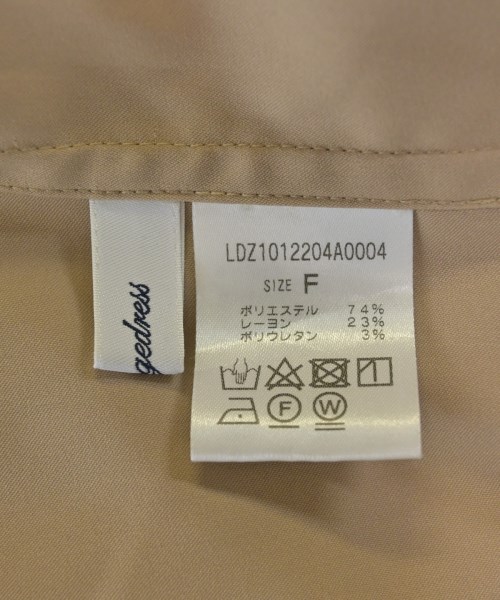 LDZ1012204A0004
SIZE F
ポリエステル 74%
レーヨン 23%
ポリウレタン 3%
F W
gedress